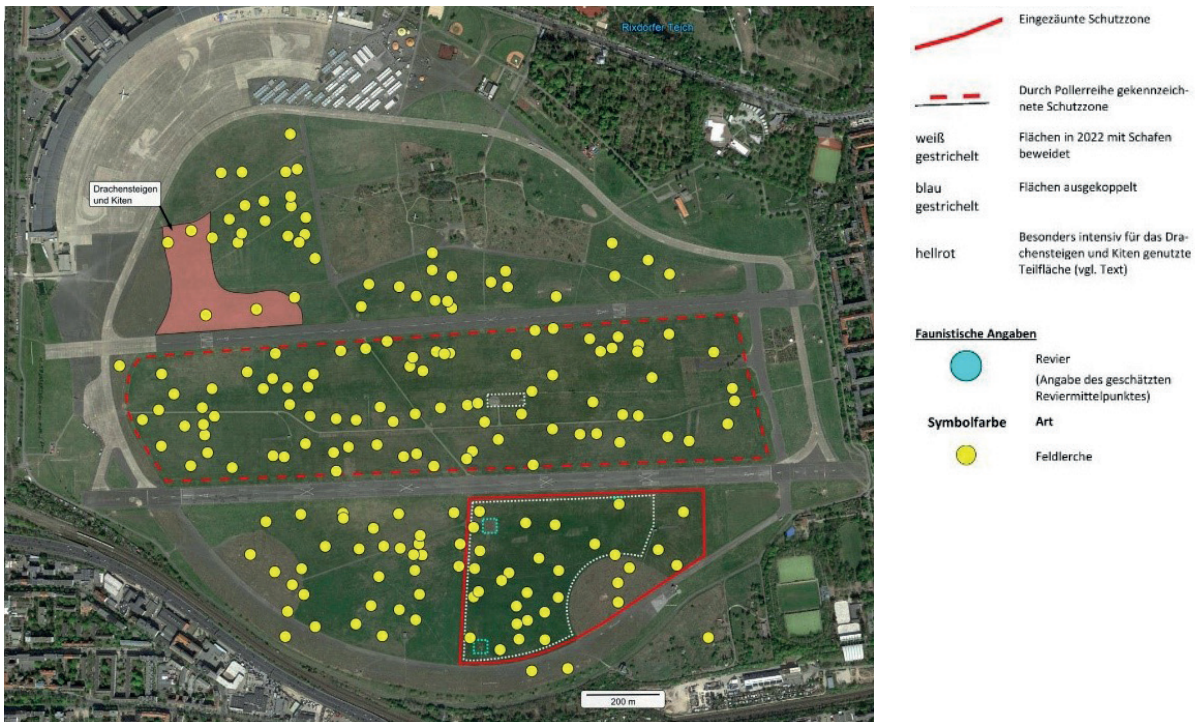 Rixdorfer Teich
Drachensteigen
und Kiten
200 m
Eingezäunte Schutzzone
Durch Pollerreihe gekennzeich-
nete Schutzzone
weiß
gestrichelt
Flächen in 2022 mit Schafen
beweidet
blau
gestrichelt
Flächen ausgekoppelt
hellrot
Besonders intensiv für das Dra-
chensteigen und Kiten genutzte
Teilfläche (vgl. Text)
Faunistische Angaben
Revier
(Angabe des geschätzten
Reviermittelpunktes)
Symbolfarbe
Art
Feldlerche